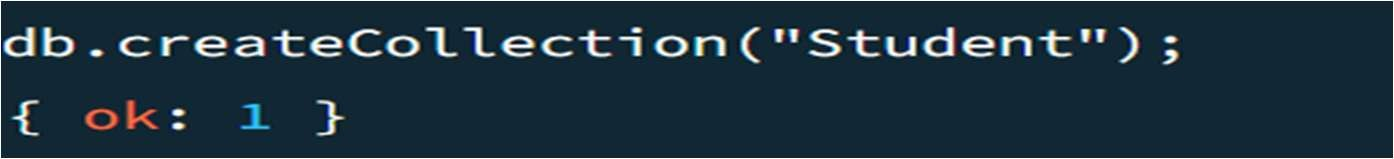 db.createCollection("Student");
{ ok: 1 }